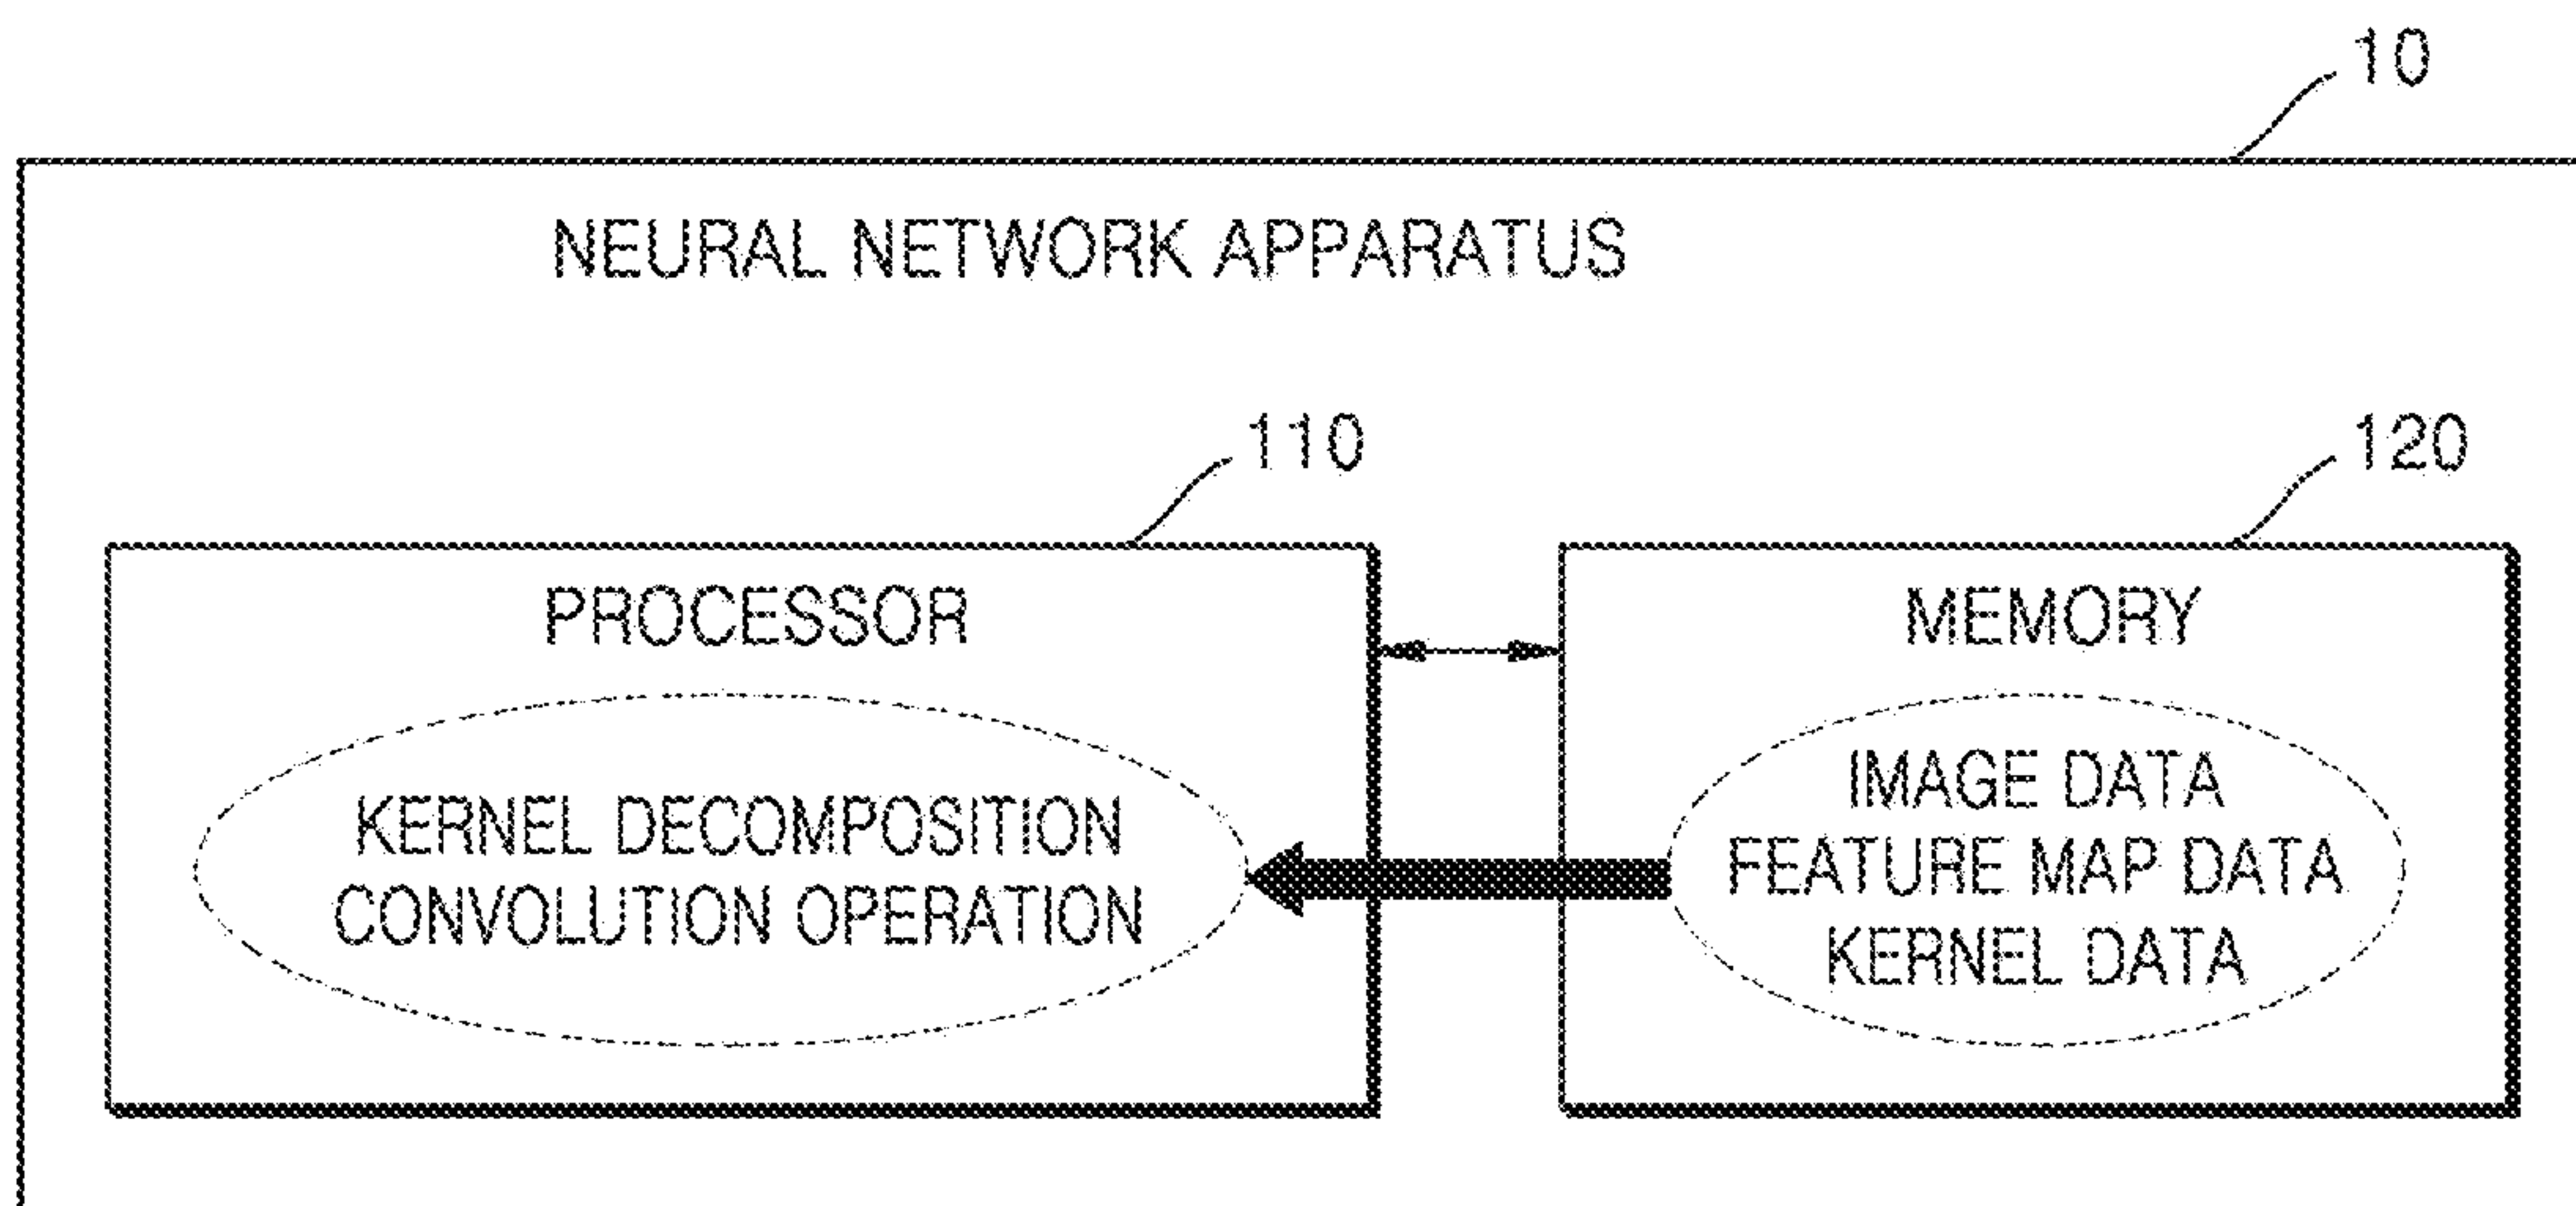 10
NEURAL NETWORK APPARATUS
110
120
PROCESSOR
MEMORY
KERNEL DECOMPOSITION
CONVOLUTION OPERATION
IMAGE DATA
FEATURE MAP DATA
KERNEL DATA